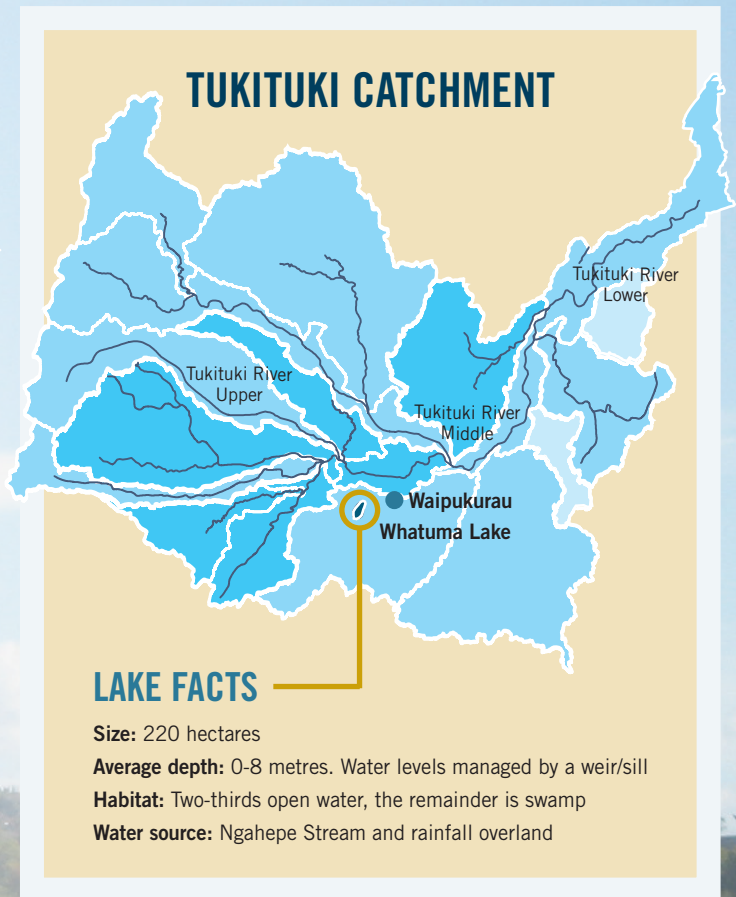 TUKITUKI CATCHMENT
Tukituki River
Lower
Tukituki River
Upper
Tukituki River
Middle
Waipukurau
Whatuma Lake
LAKE FACTS
Size: 220 hectares
Average depth: 0-8 metres. Water levels managed by a weir/sill
Habitat: Two-thirds open water, the remainder is swamp
Water source: Ngahepe Stream and rainfall overland